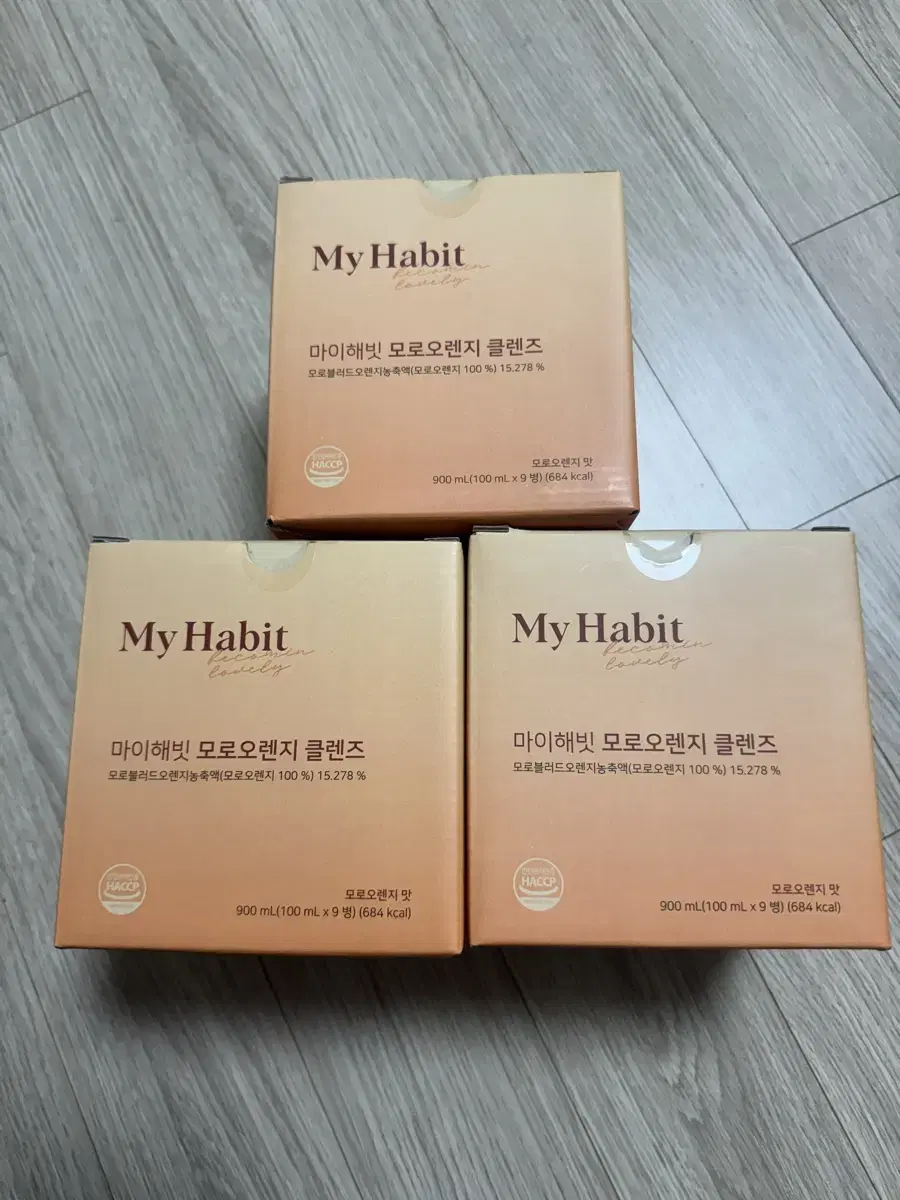 My Habit
becomin
lovely
마이해빗 모로오렌지 클렌즈
모로블러드오렌지농축액(모로오렌지 100 %) 15.278 %
HACCP
모로오렌지 맛
900 mL(100 mL x 9 병) (684 kcal)
My Habit
becomin
lovely
마이해빗 모로오렌지 클렌즈
모로블러드오렌지농축액(모로오렌지 100 %) 15.278 %
HACCP
모로오렌지 맛
900 mL(100 mL x 9 병) (684 kcal)
My Habit
becomin
lovely
마이해빗 모로오렌지 클렌즈
모로블러드오렌지농축액(모로오렌지 100 %) 15.278 %
HACCP
모로오렌지 맛
900 mL(100 mL x 9 병) (684 kcal)